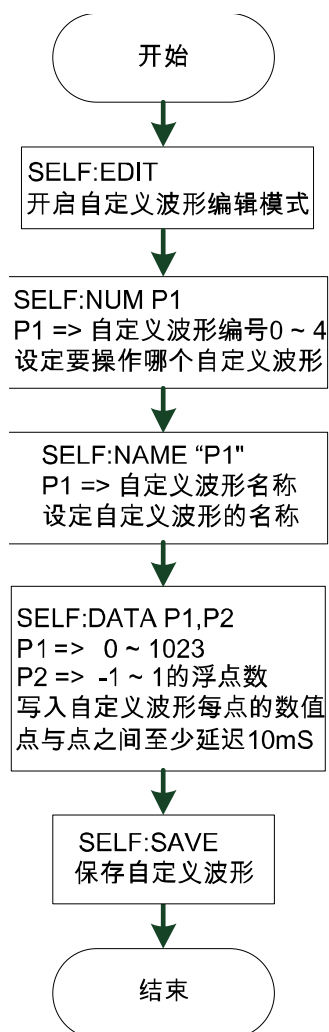 开始
SELF:EDIT
开启自定义波形编辑模式
SELF:NUM P1
P1 => 自定义波形编号0 ~ 4
设定要操作哪个自定义波形
SELF:NAME “P1"
P1 => 自定义波形名称
设定自定义波形的名称
SELF:DATA P1,P2
P1 => 0 ~ 1023
P2 => -1 ~ 1的浮点数
写入自定义波形每点的数值
点与点之间至少延迟10mS
SELF:SAVE
保存自定义波形
结束